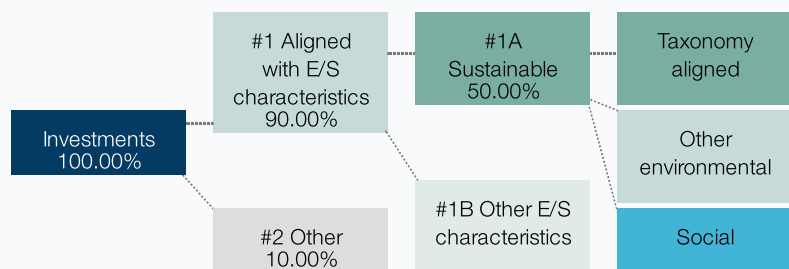 Investments
100.00%
#1 Aligned
with E/S
characteristics
90.00%
#2 Other
10.00%
#1A
Sustainable
50.00%
#1B Other E/S
characteristics
Taxonomy
aligned
Other
environmental
Social